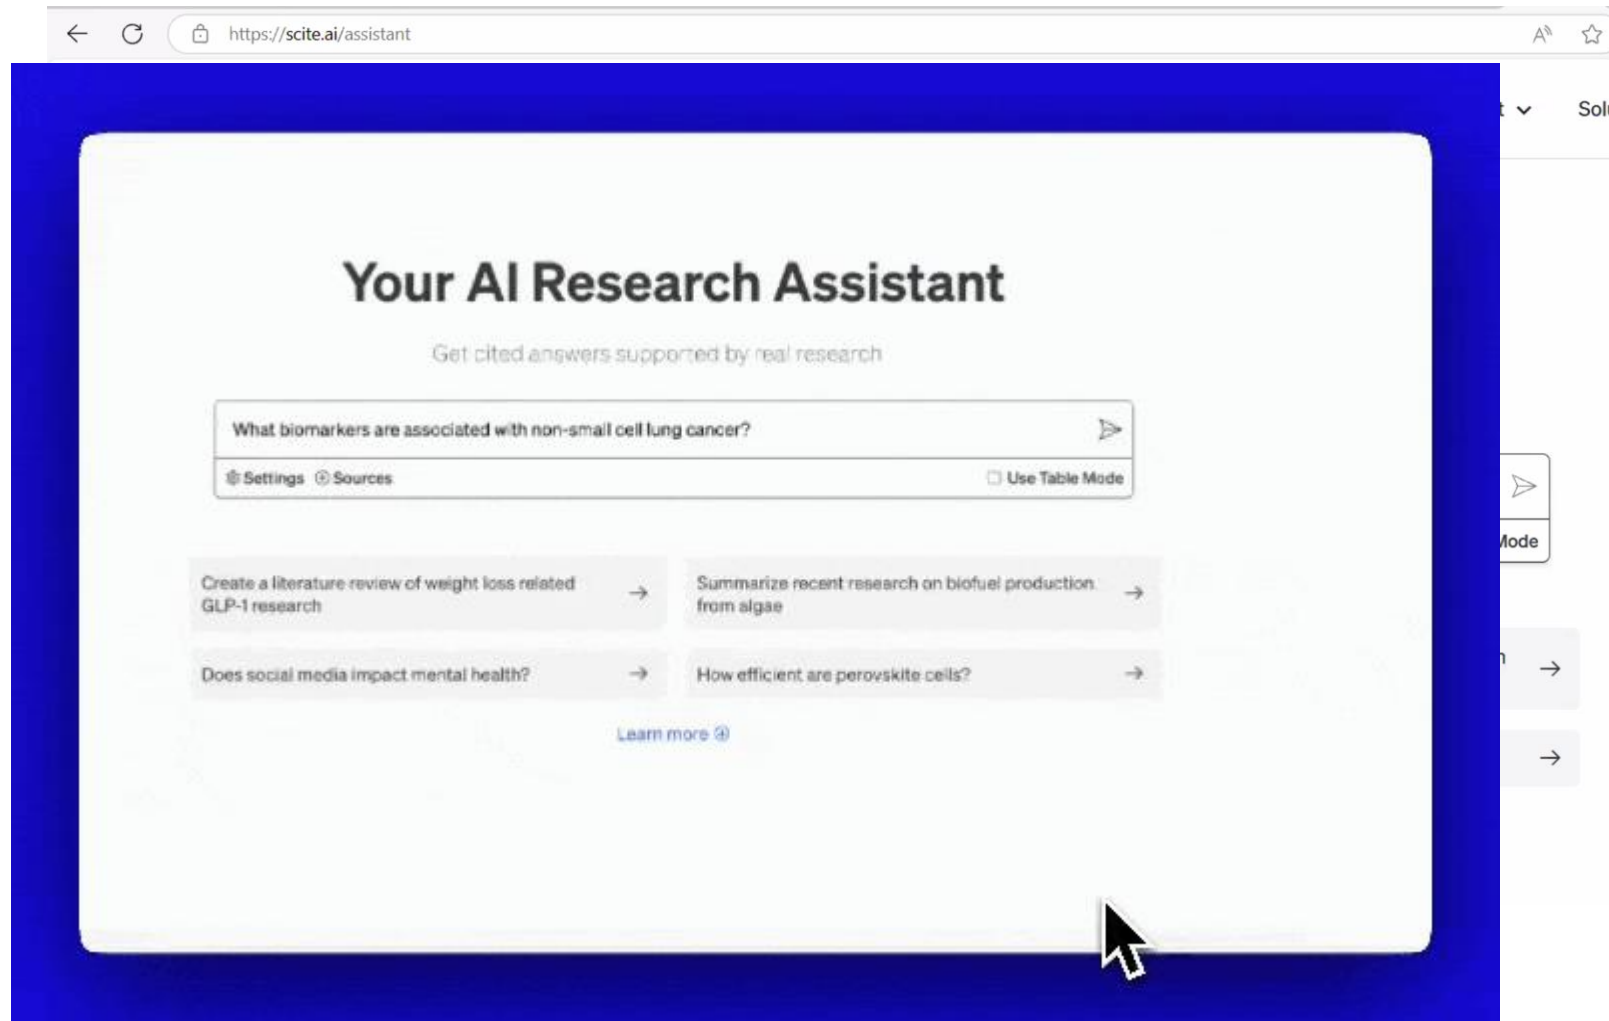 https://scite.ai/assistant
Sol
Your AI Research Assistant
Get cited answers supported by real research
What biomarkers are associated with non-small cell lung cancer?
Settings Sources Use Table Mode
Mode
Create a literature review of weight loss related
GLP-1 research
Summarize recent research on biofuel production
from algae
Does social media impact mental health?
How efficient are perovskite cells?
Learn more